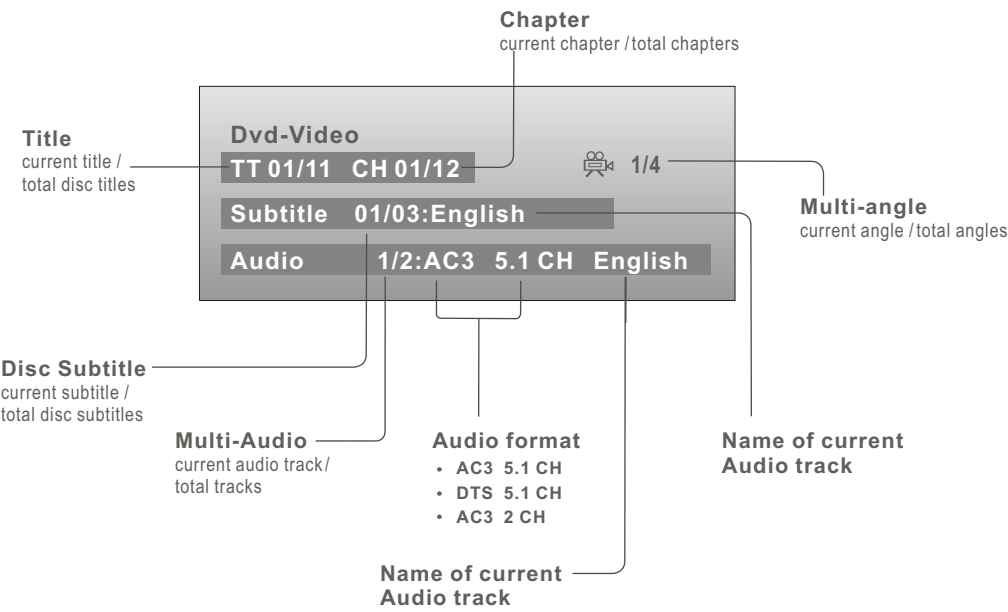 Chapter
current chapter / total chapters
Title
current title /
total disc titles
Dvd-Video
TT 01/11 CH 01/12
1/4
Subtitle 01/03:English
Audio 1/2:AC3 5.1 CH English
Multi-angle
current angle / total angles
Disc Subtitle
current subtitle /
total disc subtitles
Multi-Audio
current audio track /
total tracks
Audio format
• AC3 5.1 CH
• DTS 5.1 CH
• AC3 2 CH
Name of current
Audio track
Name of current
Audio track